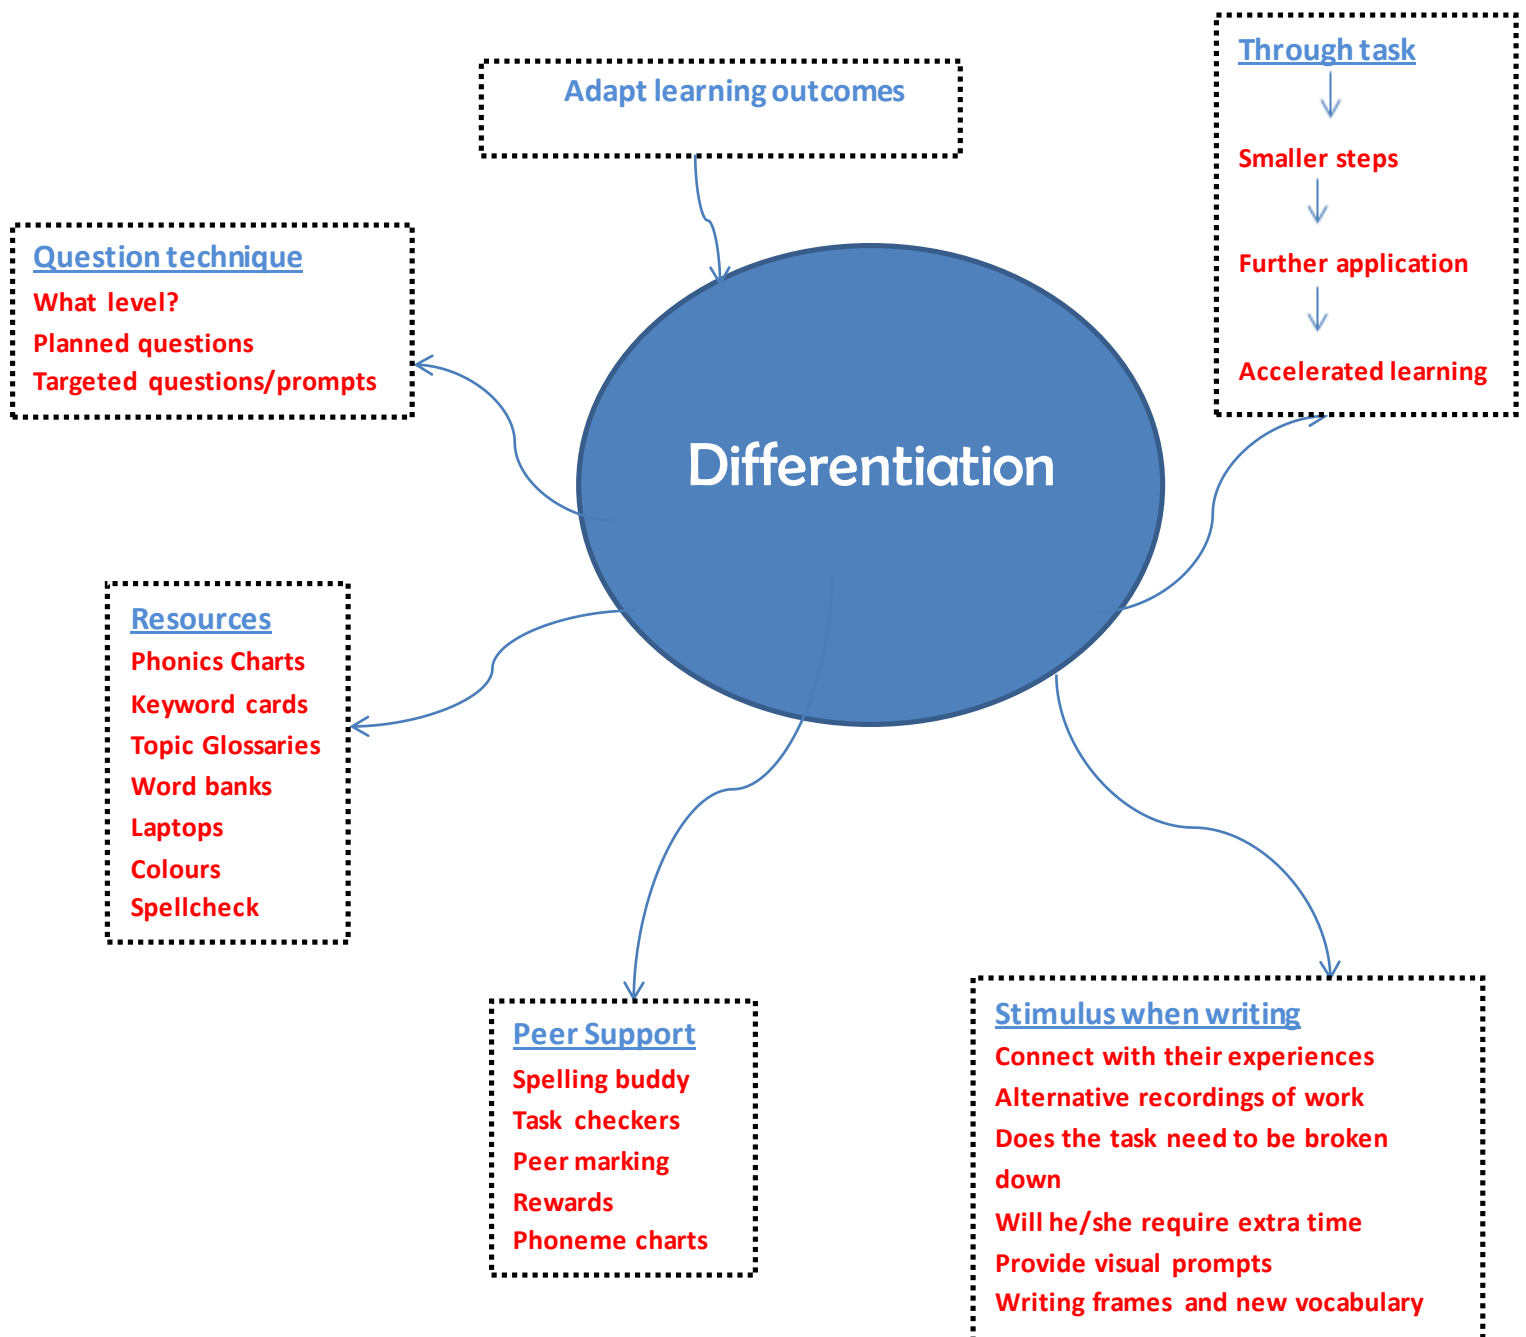 Adapt learning outcomes
Through task
Smaller steps
Further application
Accelerated learning
Question technique
What level?
Planned questions
Targeted questions/prompts
Differentiation
Resources
Phonics Charts
Keyword cards
Topic Glossaries
Word banks
Laptops
Colours
Spellcheck
Peer Support
Spelling buddy
Task checkers
Peer marking
Rewards
Phoneme charts
Stimulus when writing
Connect with their experiences
Alternative recordings of work
Does the task need to be broken
down
Will he/she require extra time
Provide visual prompts
Writing frames and new vocabulary